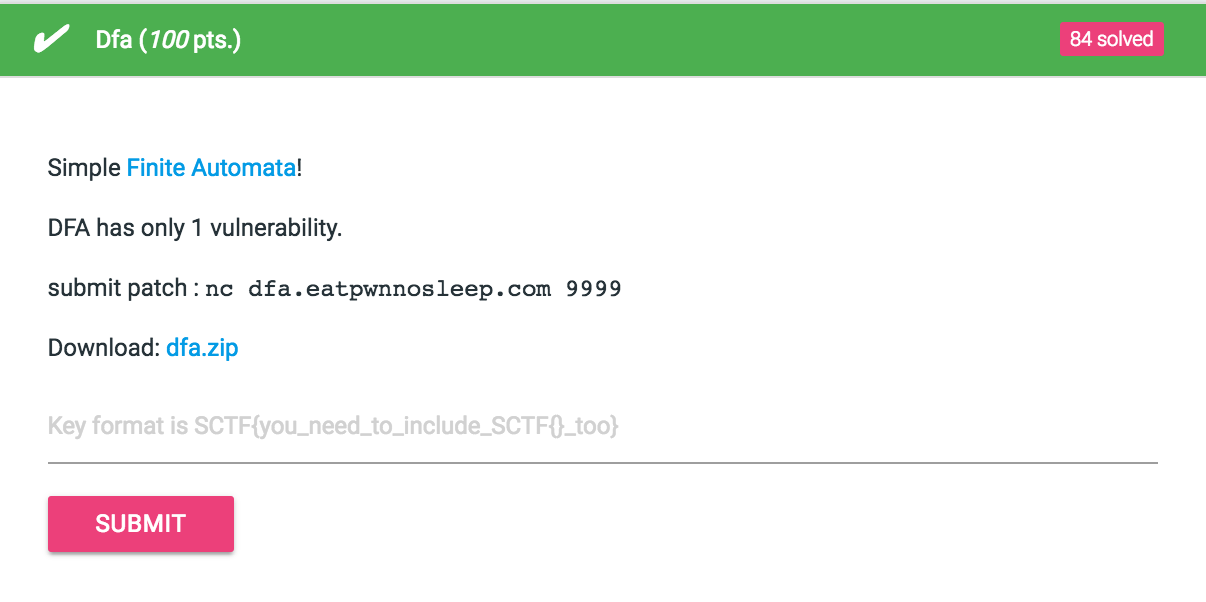 Dfa (100 pts.)
84 solved
Simple Finite Automata!
DFA has only 1 vulnerability.
submit patch : nc dfa.eatpwnnosleep.com 9999
Download: dfa.zip
Key format is SCTF{you_need_to_include_SCTF{}_too}
SUBMIT